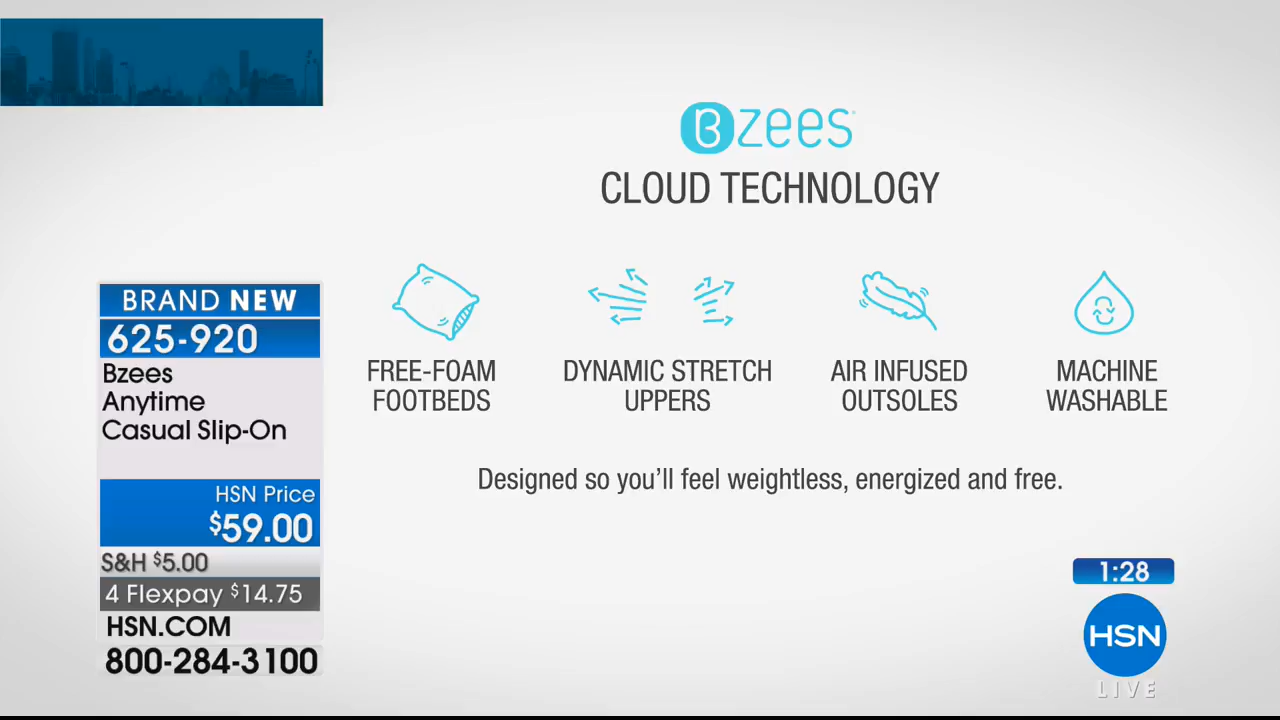 Bzees
CLOUD TECHNOLOGY
FREE-FOAM
FOOTBEDS
DYNAMIC STRETCH
UPPERS
AIR INFUSED
OUTSOLES
MACHINE
WASHABLE
Designed so you'll feel weightless, energized and free.
BRAND NEW
625-920
Bzees
Anytime
Casual Slip-On
HSN Price
$59.00
S&H $5.00
4 Flexpay $14.75
HSN.COM
800-284-3100
1:28
HSN
LIVE